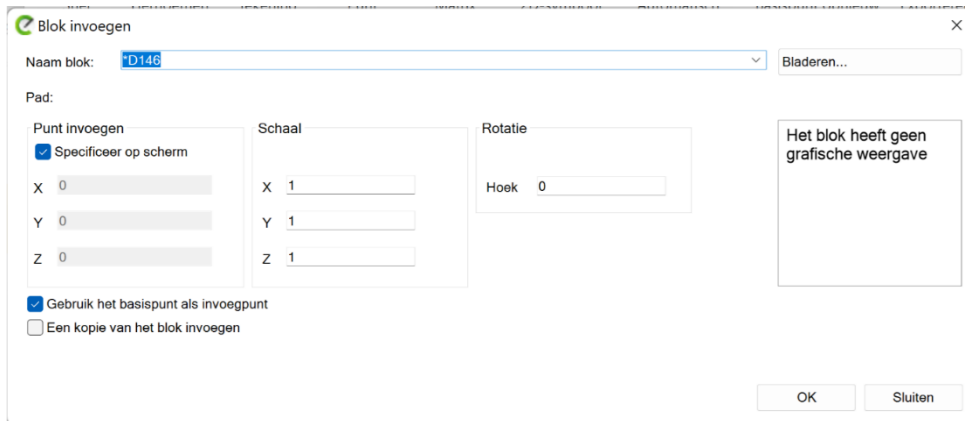 Blok invoegen
Naam blok: *D146 Bladeren...
Pad:
Punt invoegen
Specificeer op scherm
X 0
Y 0
Z 0
Schaal
X 1
Y 1
Z 1
Rotatie
Hoek 0
Het blok heeft geen
grafische weergave
Gebruik het basispunt als invoegpunt
Een kopie van het blok invoegen
OK Sluiten